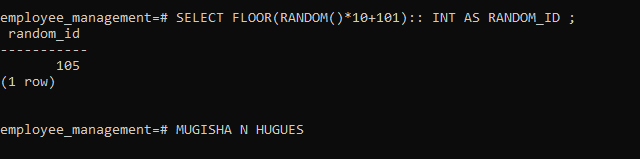 employee_management=# SELECT FLOOR(RANDOM()*10+101):: INT AS RANDOM_ID ;
random_id
-----------
105
(1 row)
employee_management=# MUGISHA N HUGUES